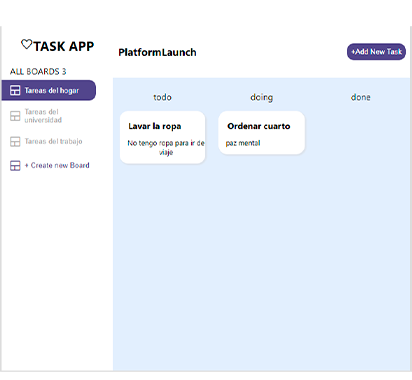 ♡TASK APP
PlatformLaunch
+Add New Task
ALL BOARDS 3
Tareas del hogar
Tareas del
universidad
Tareas del trabajo
+ Create new Board
todo
doing
done
Lavar la ropa
No tengo ropa para ir de
viaje
Ordenar cuarto
paz mental